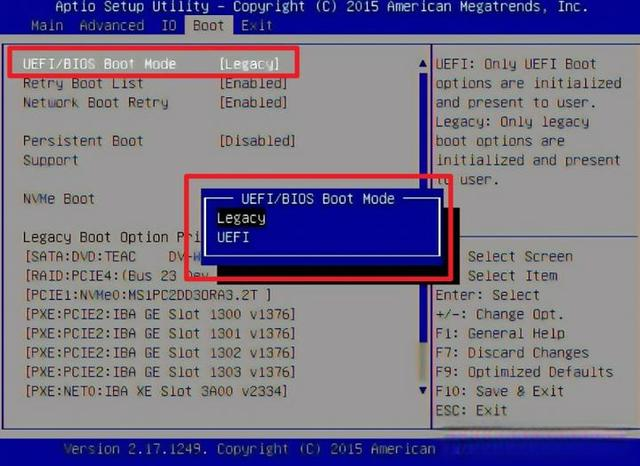 Aptio Setup Utility - Copyright (C) 2015 American Megatrends, Inc.
Main Advanced IO Boot Exit
UEFI/BIOS Boot Mode [Legacy]
Retry Boot List [Enabled]
Network Boot Retry [Enabled]
Persistent Boot [Disabled]
Support
NVMe Boot
Legacy Boot Option Pri
[SATA:DVD:TEAC DV-W
[RAID:PCIE4:(Bus 23 Dev
[PCIE1:NVMe0:MS1PC2DD3ORA3.2T ]
[PXE:PCIE2:IBA GE Slot 1300 v1376]
[PXE:PCIE2:IBA GE Slot 1301 v1376]
[PXE:PCIE2:IBA GE Slot 1302 v1376]
[PXE:PCIE2:IBA GE Slot 1303 v1376]
[PXE:NET0:IBA XE Slot 3A00 v2334]
UEFI/BIOS Boot Mode
Legacy
UEFI
UEFI: Only UEFI Boot
options are initialized
and present to user.
Legacy: Only legacy
boot options are
initialized and present
to user.
Select Screen
Select Item
Enter: Select
+/-: Change Opt.
F1: General Help
F7: Discard Changes
F9: Optimized Defaults
F10: Save & Exit
ESC: Exit
Version 2.17.1249. Copyright (C) 2015 American